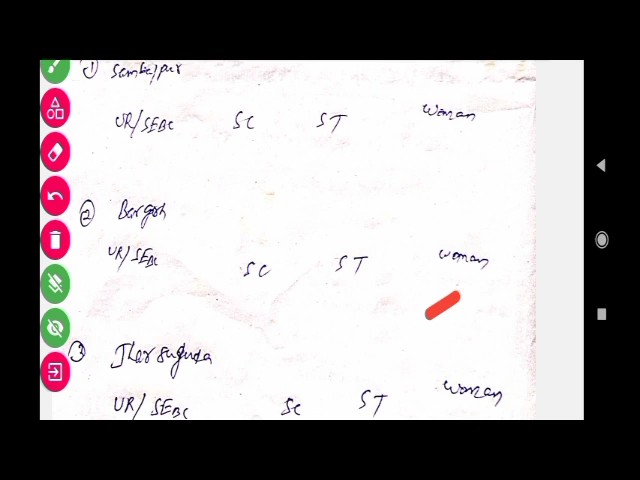 ① Sambalpur
UR/SEBC SC ST Woman
② Bargarh
UR/SEBC SC ST Woman
③ Jharsuguda
UR/SEBC SC ST Woman